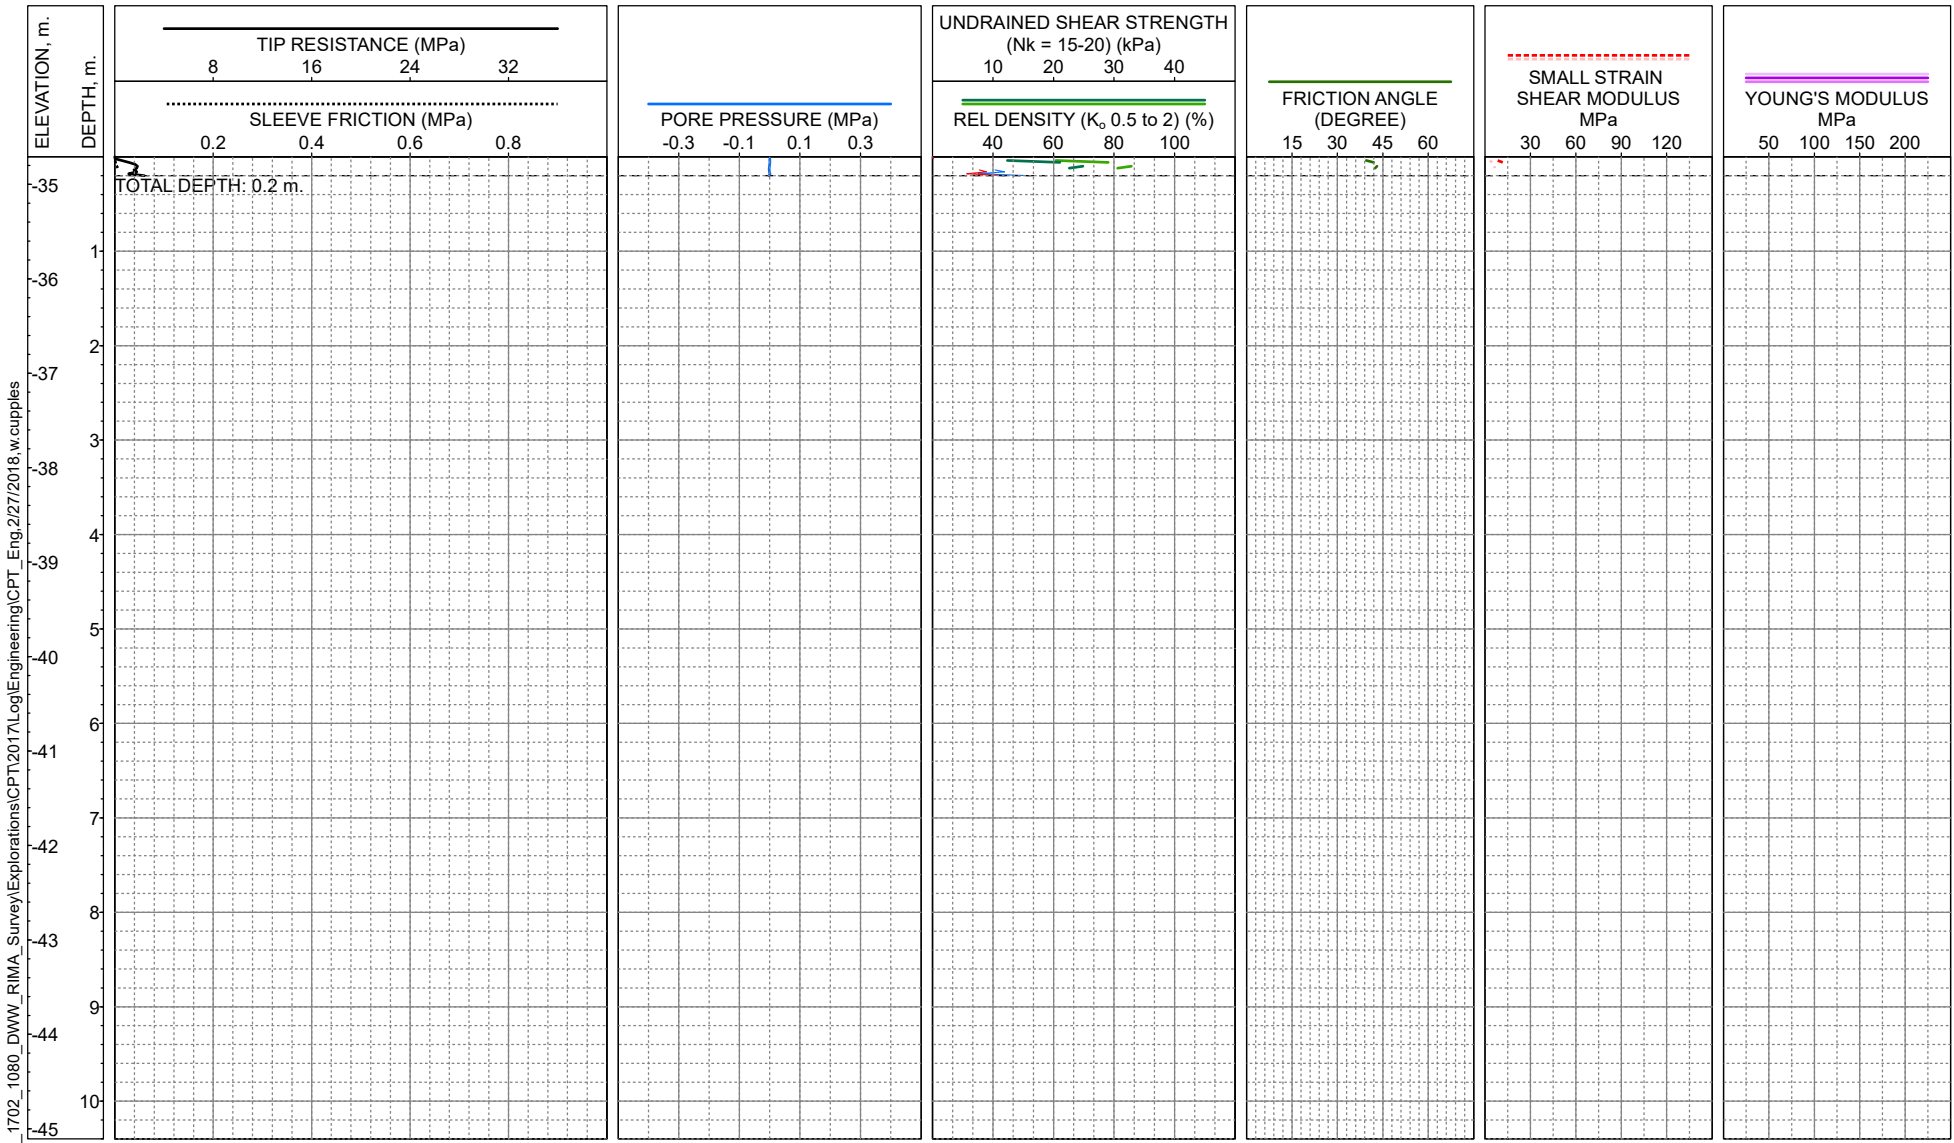 ELEVATION, m.
DEPTH, m.
TIP RESISTANCE (MPa)
8 16 24 32
SLEEVE FRICTION (MPa)
0.2 0.4 0.6 0.8
PORE PRESSURE (MPa)
-0.3 -0.1 0.1 0.3
UNDRAINED SHEAR STRENGTH
(Nk = 15-20) (kPa)
10 20 30 40
REL DENSITY (Ko 0.5 to 2) (%)
40 60 80 100
FRICTION ANGLE
(DEGREE)
15 30 45 60
SMALL STRAIN
SHEAR MODULUS
MPa
30 60 90 120
YOUNG'S MODULUS
MPa
50 100 150 200
TOTAL DEPTH: 0.2 m.
-35
1
-36
2
-37
3
-38
4
-39
5
-40
6
-41
7
-42
8
-43
9
-44
10
-45
_1702_1080_DWW_RIMA_Survey\Explorations\CPT\2017\Log\Engineering\CPT_Eng,2/27/2018,w.cupples